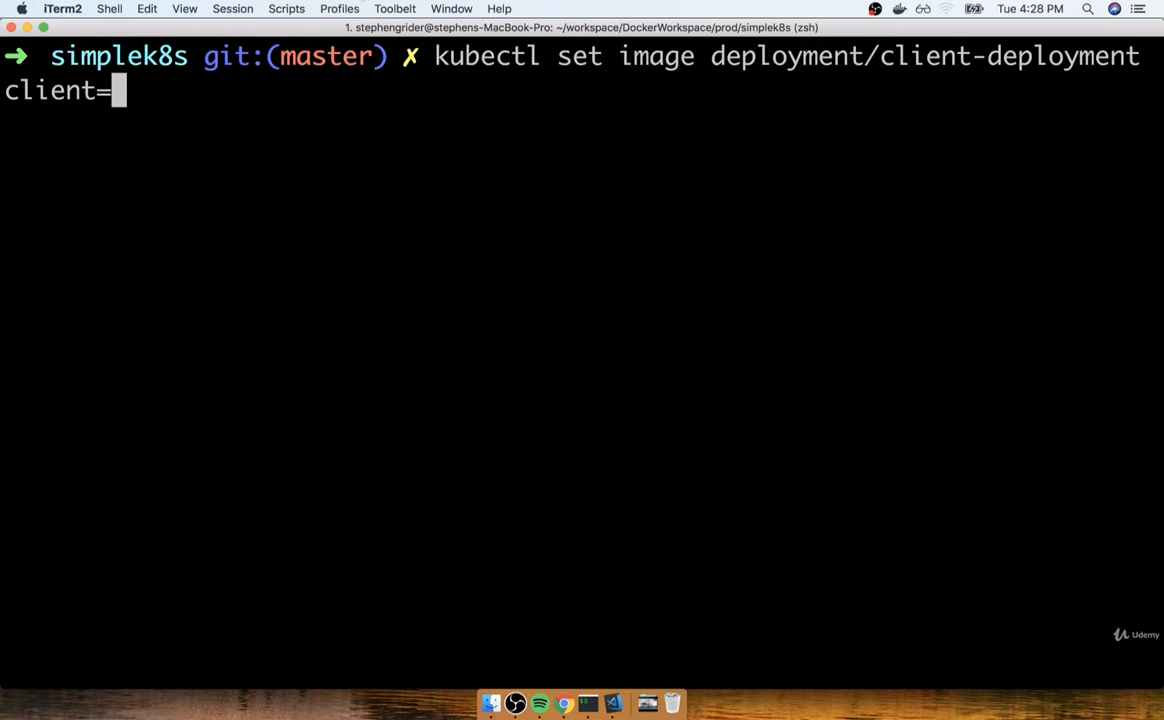 iTerm2 Shell Edit View Session Scripts Profiles Toolbelt Window Help Tue 4:28 PM
1. stephengrider@stephens-MacBook-Pro: ~/workspace/DockerWorkspace/prod/simplek8s (zsh)
➜ simplek8s git:(master) ✗ kubectl set image deployment/client-deployment
client=
Udemy